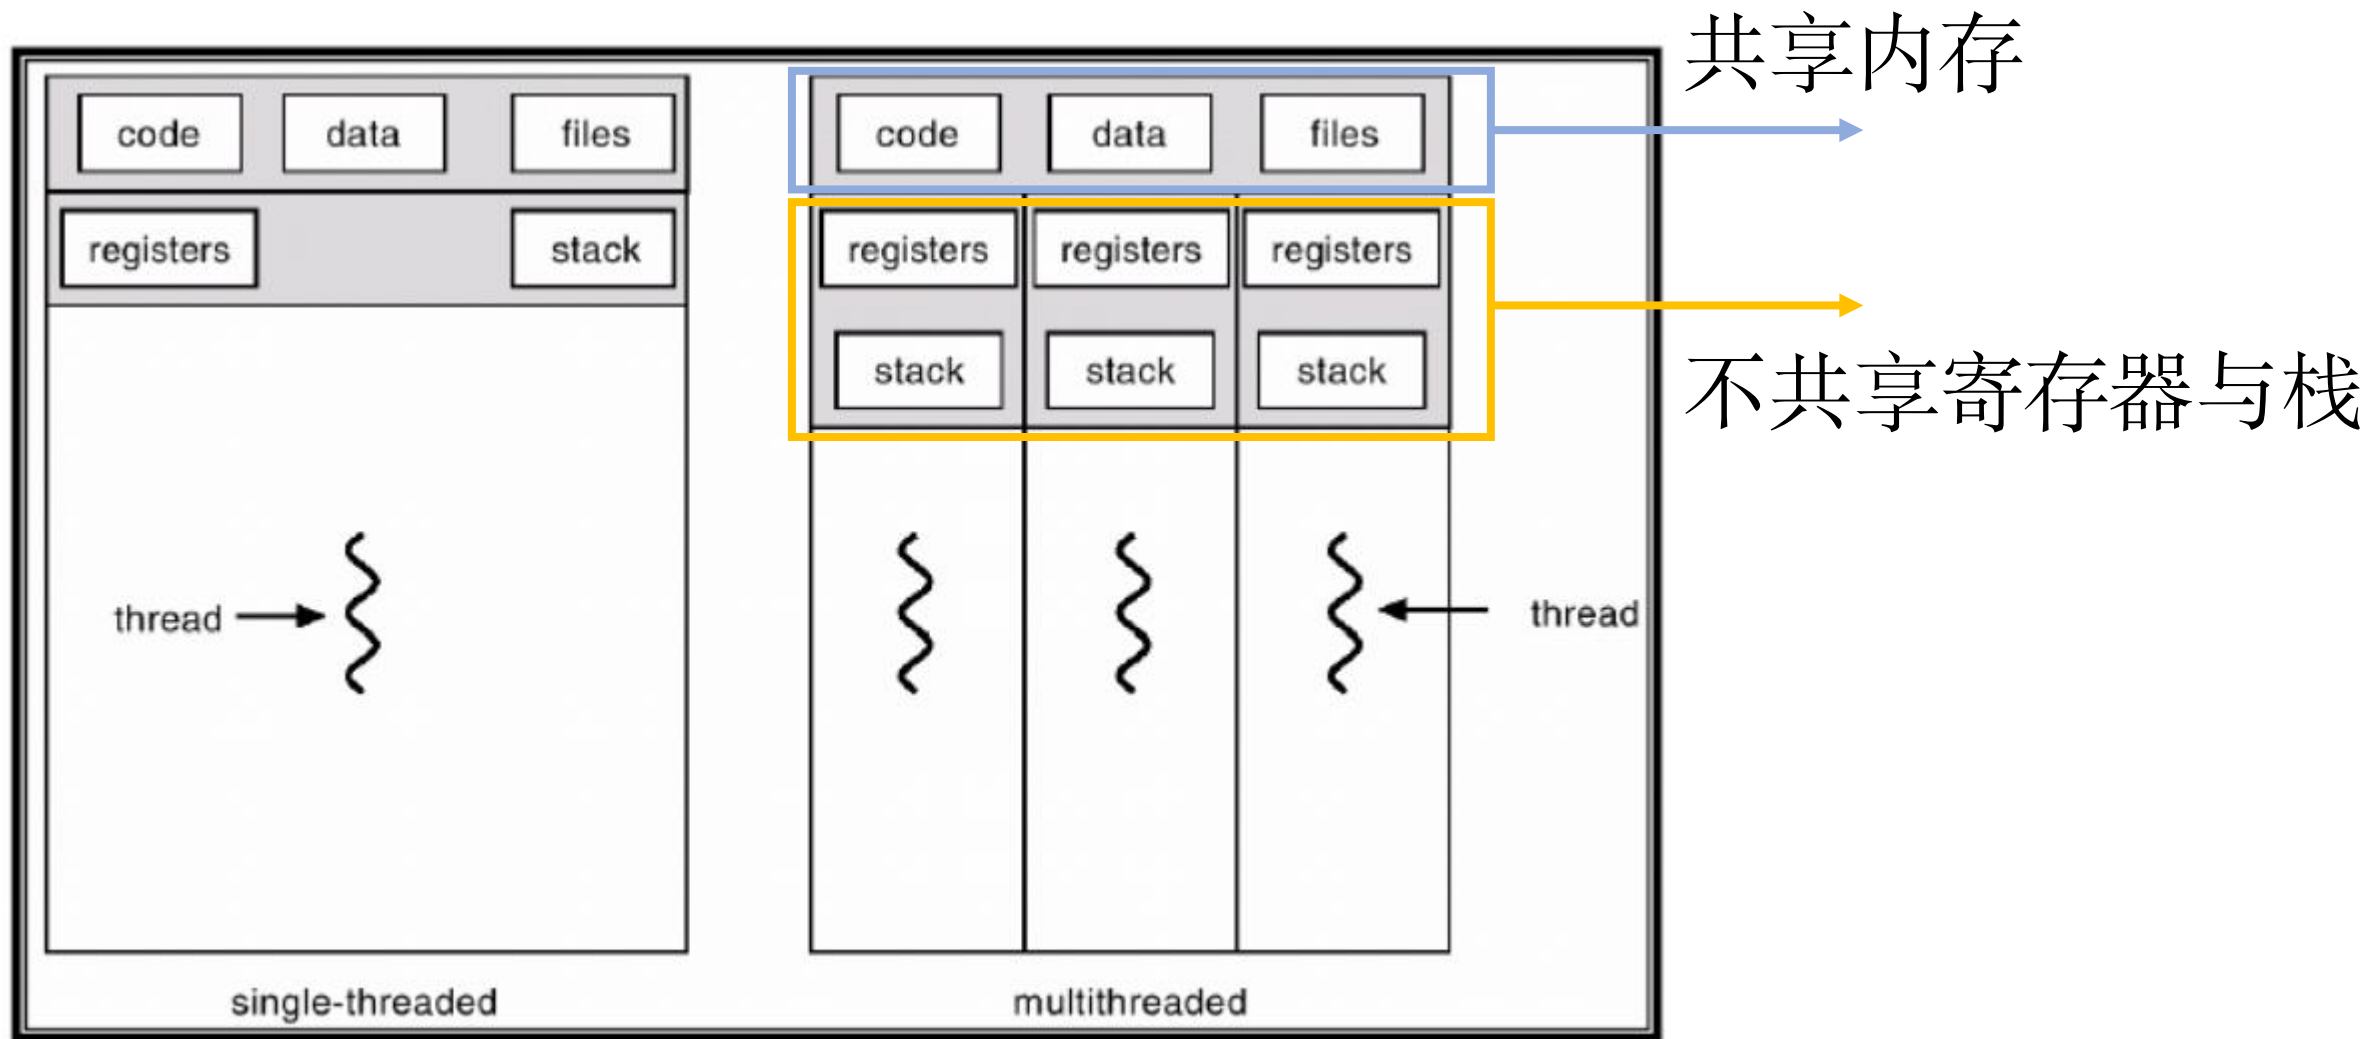 共享内存
code data files
code data files
registers stack
registers registers registers
stack stack stack
不共享寄存器与栈
thread
thread
single-threaded
multithreaded